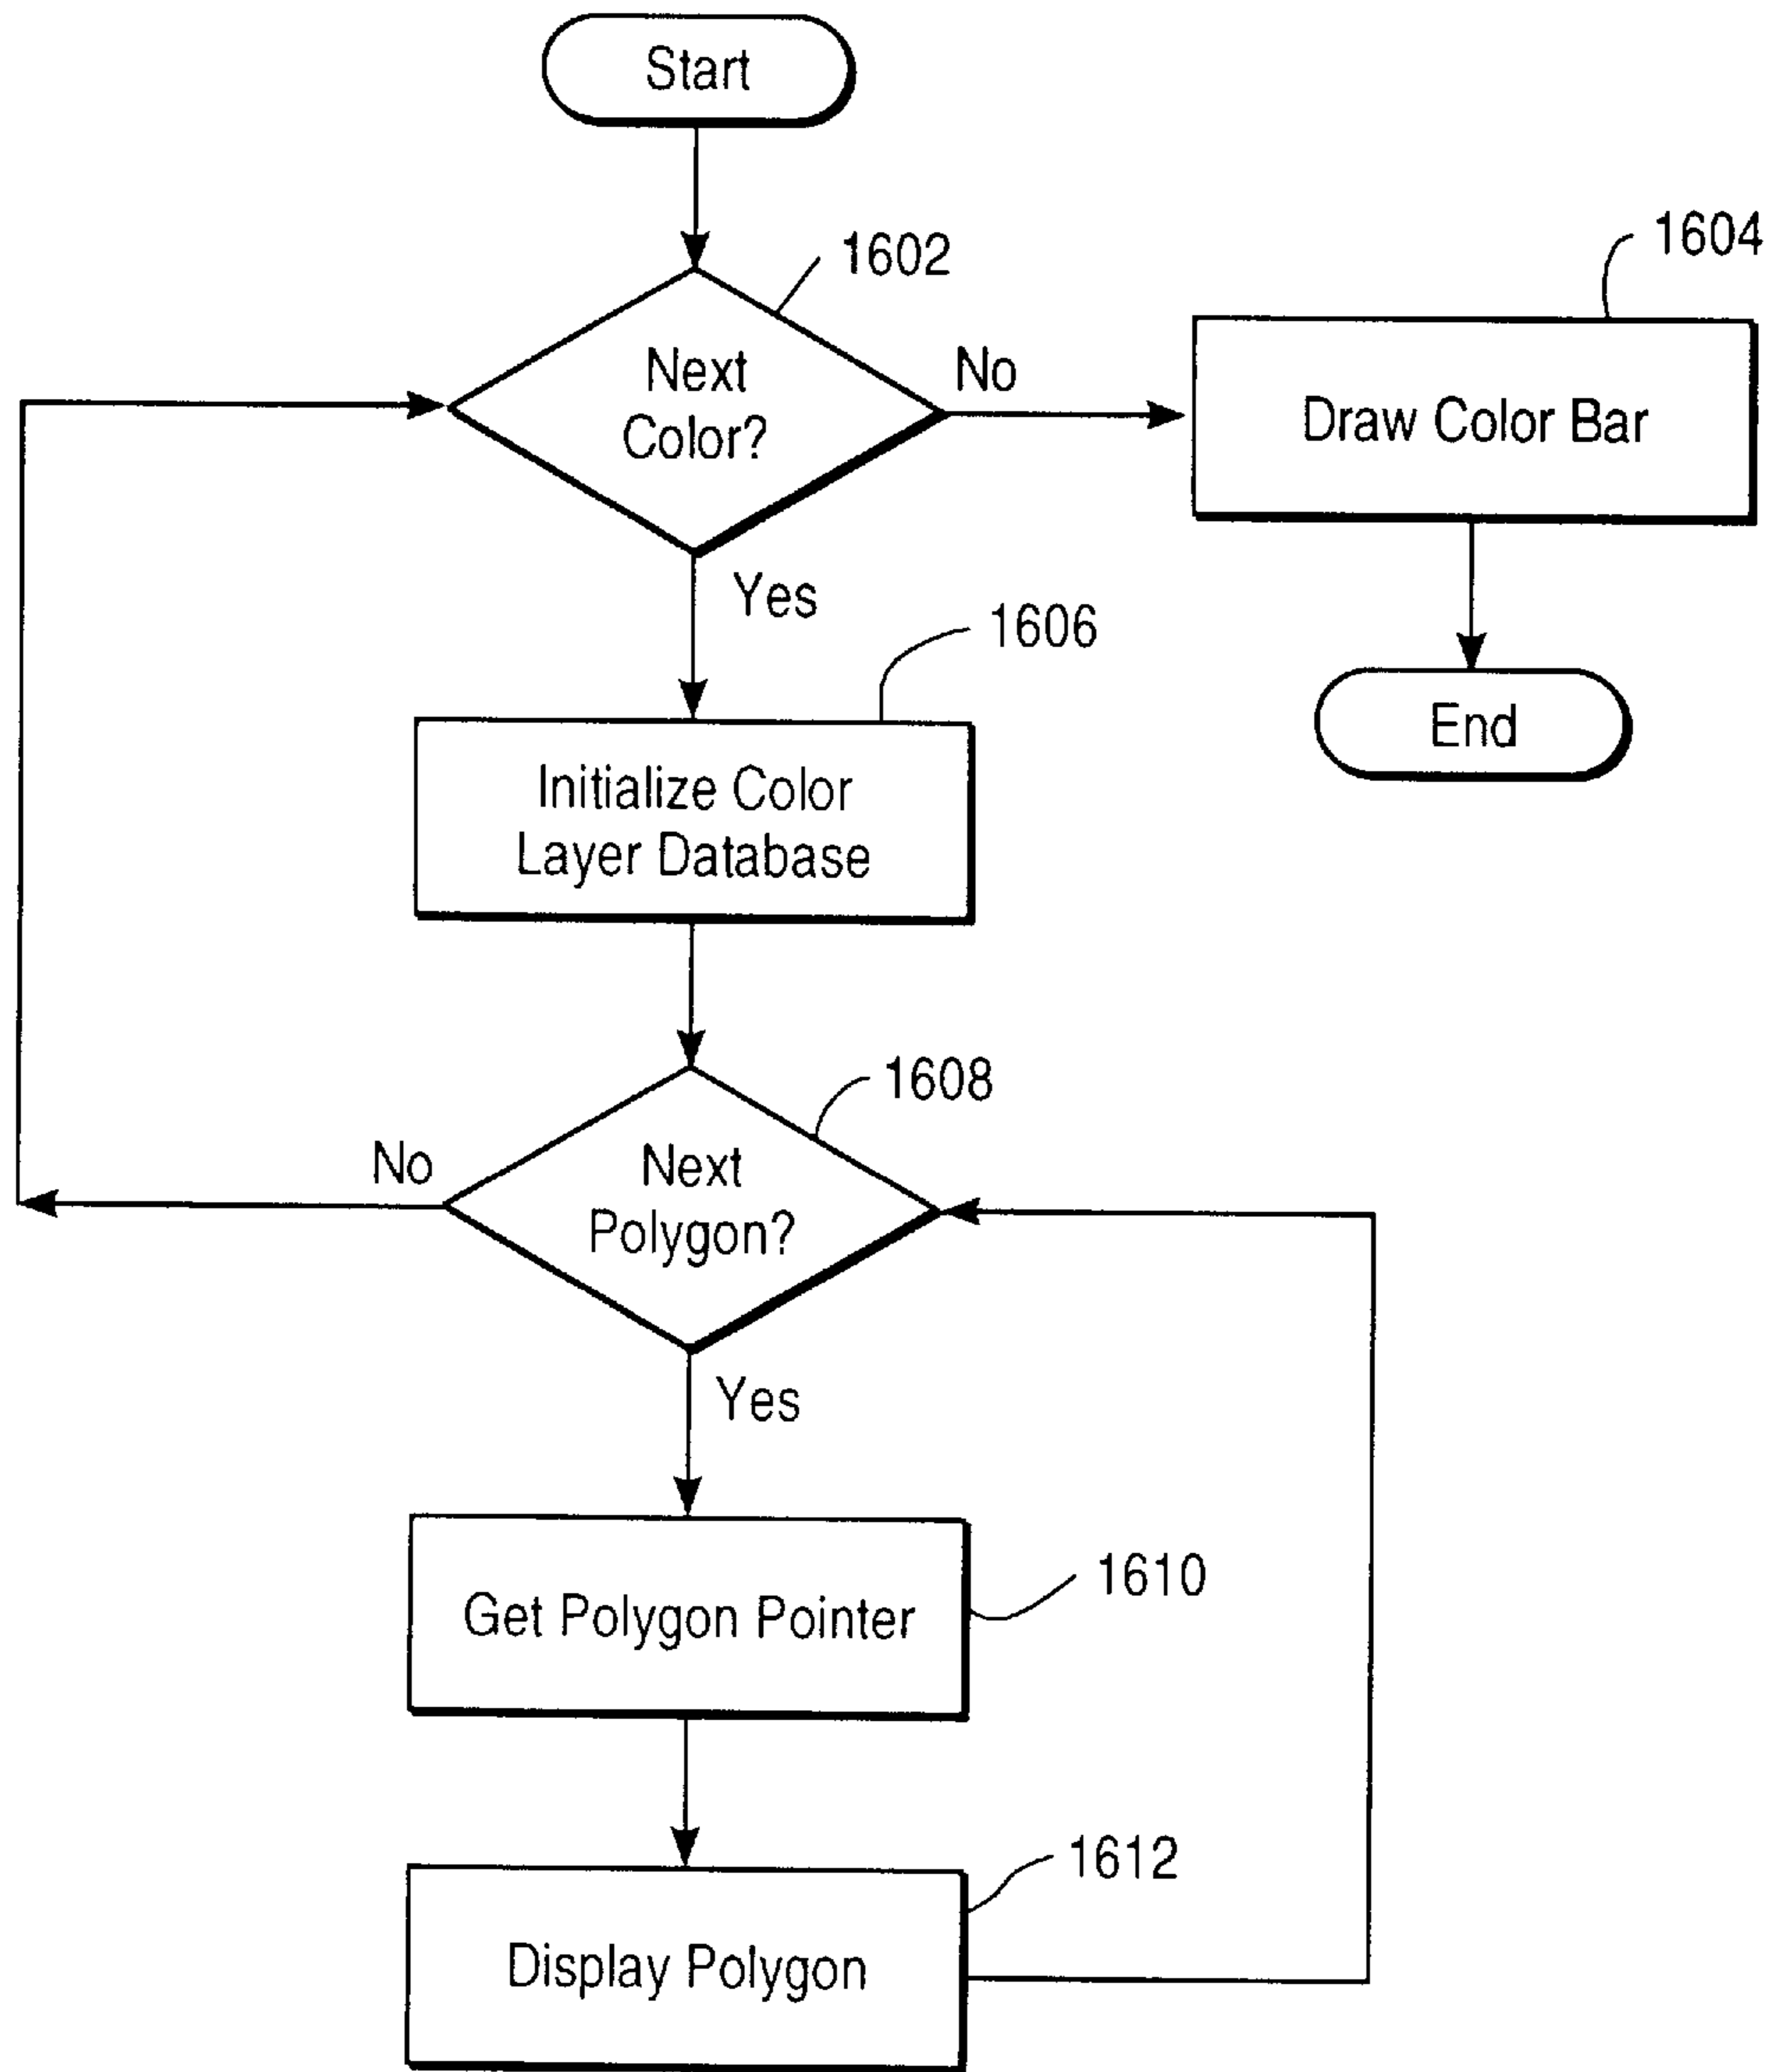 Start
1602
1604
Next
Color?
No
Draw Color Bar
Yes
1606
End
Initialize Color
Layer Database
1608
No
Next
Polygon?
Yes
1610
Get Polygon Pointer
1612
Display Polygon